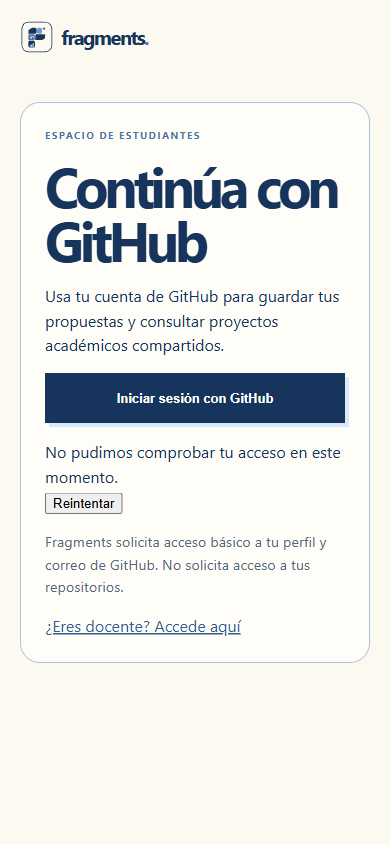 fragments.
ESPACIO DE ESTUDIANTES
Continúa con
GitHub
Usa tu cuenta de GitHub para guardar tus
propuestas y consultar proyectos
académicos compartidos.
Iniciar sesión con GitHub
No pudimos comprobar tu acceso en este
momento.
Reintentar
Fragments solicita acceso básico a tu perfil y
correo de GitHub. No solicita acceso a tus
repositorios.
¿Eres docente? Accede aquí